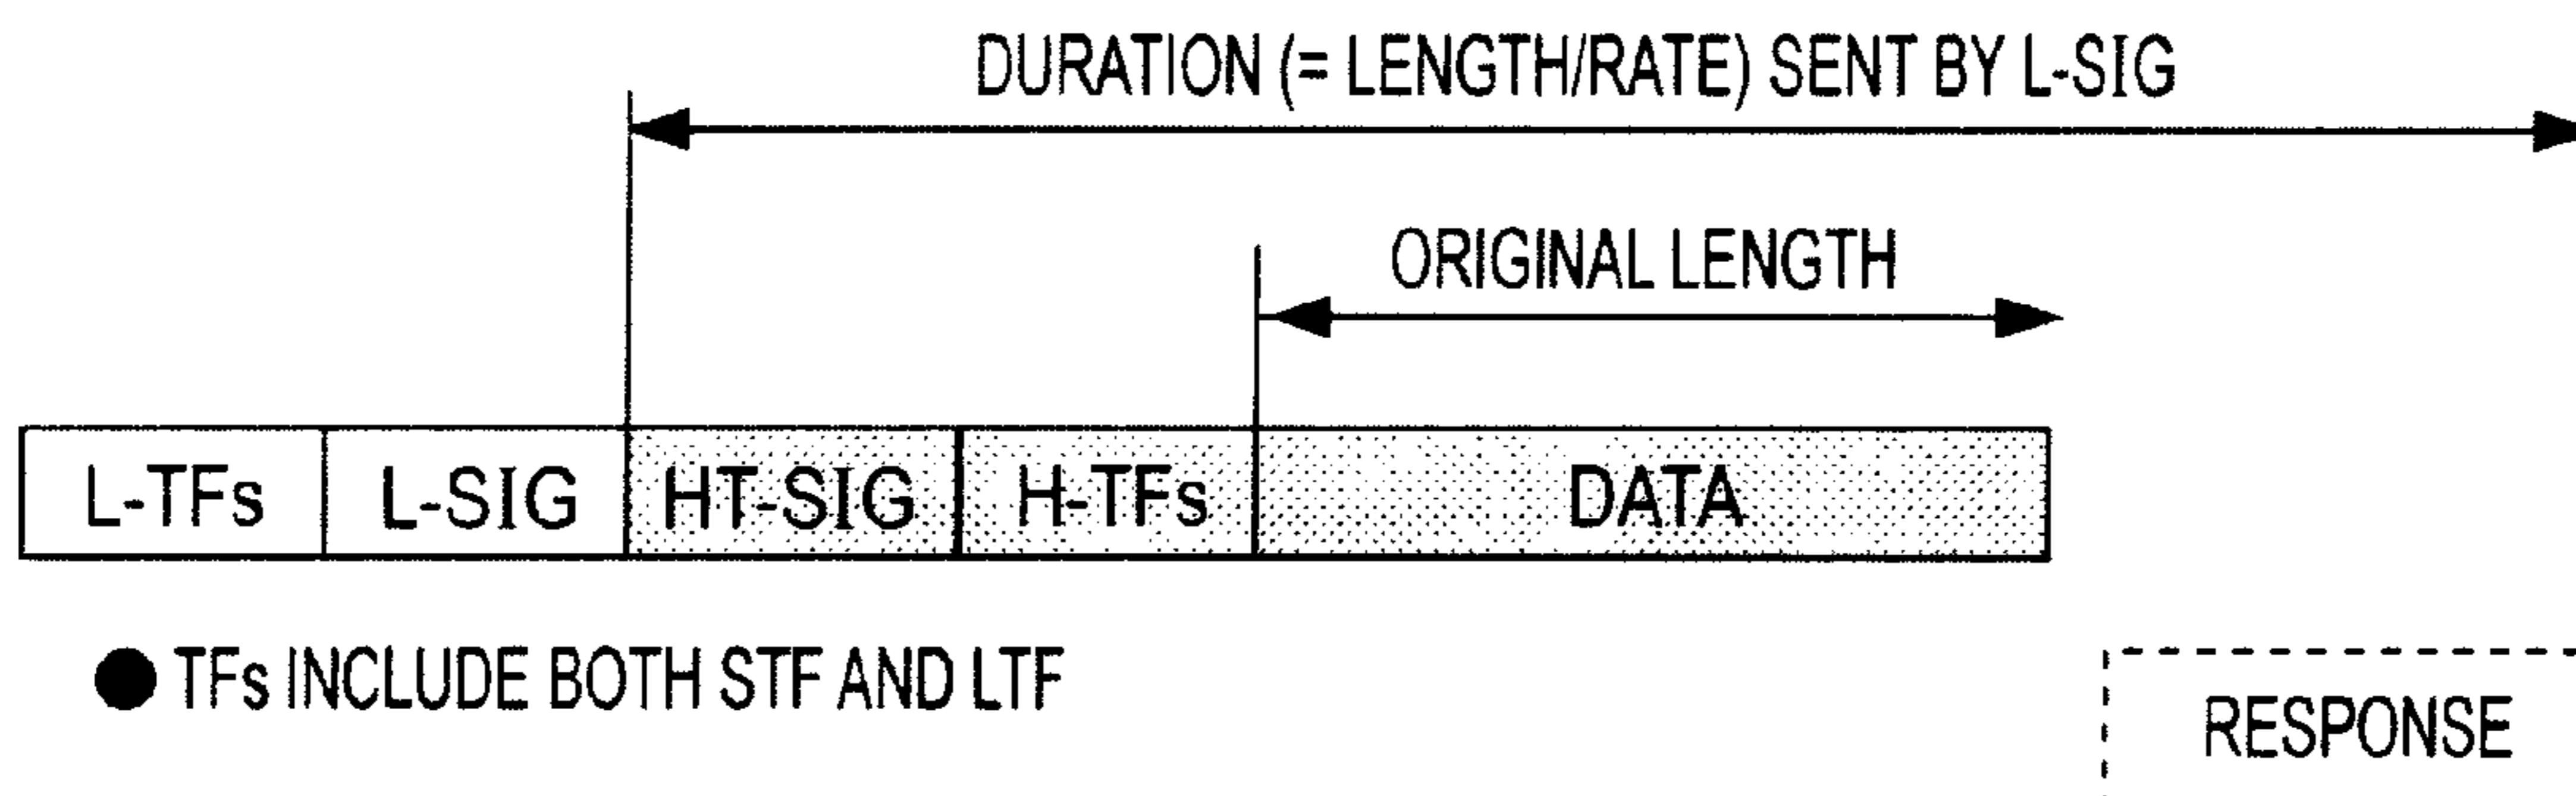 DURATION (= LENGTH/RATE) SENT BY L-SIG
ORIGINAL LENGTH
L-TFs L-SIG HT-SIG H-TFs DATA
● TFs INCLUDE BOTH STF AND LTF
RESPONSE